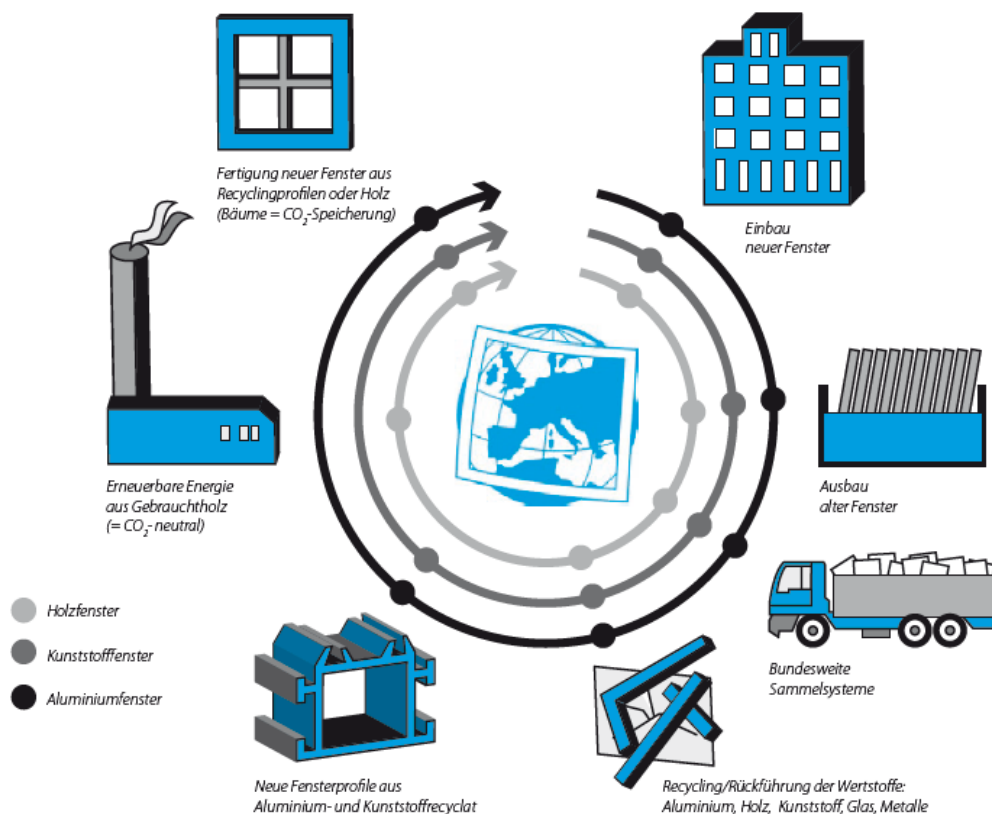 Fertigung neuer Fenster aus
Recyclingprofilen oder Holz
(Bäume = CO₂-Speicherung)
Einbau
neuer Fenster
Erneuerbare Energie
aus Gebrauchtholz
(= CO₂- neutral)
Ausbau
alter Fenster
Holzfenster
Kunststofffenster
Aluminiumfenster
Bundesweite
Sammelsysteme
Neue Fensterprofile aus
Aluminium- und Kunststoffrecyclat
Recycling/Rückführung der Wertstoffe:
Aluminium, Holz, Kunststoff, Glas, Metalle